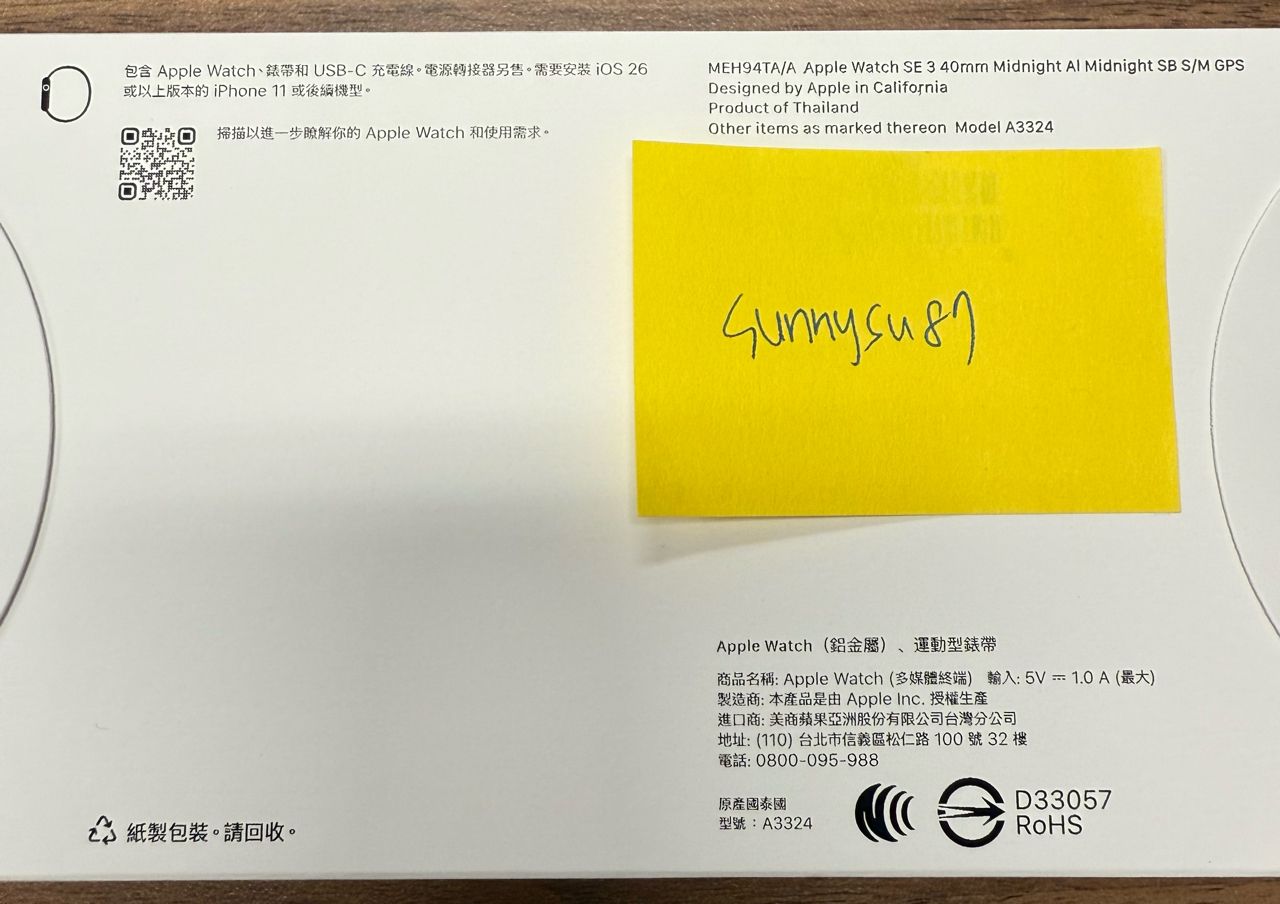 包含 Apple Watch、錶帶和 USB-C 充電線。電源轉接器另售。需要安裝 iOS 26
或以上版本的 iPhone 11 或後續機型。
掃描以進一步瞭解你的 Apple Watch 和使用需求。
MEH94TA/A Apple Watch SE 3 40mm Midnight Al Midnight SB S/M GPS
Designed by Apple in California
Product of Thailand
Other items as marked thereon Model A3324
sunnysu87
Apple Watch（鋁金屬）、運動型錶帶
商品名稱: Apple Watch (多媒體終端) 輸入: 5V ⎓ 1.0 A (最大)
製造商: 本產品是由 Apple Inc. 授權生產
進口商: 美商蘋果亞洲股份有限公司台灣分公司
地址: (110) 台北市信義區松仁路 100 號 32 樓
電話: 0800-095-988
原產國泰國
型號：A3324
D33057
RoHS
紙製包裝。請回收。